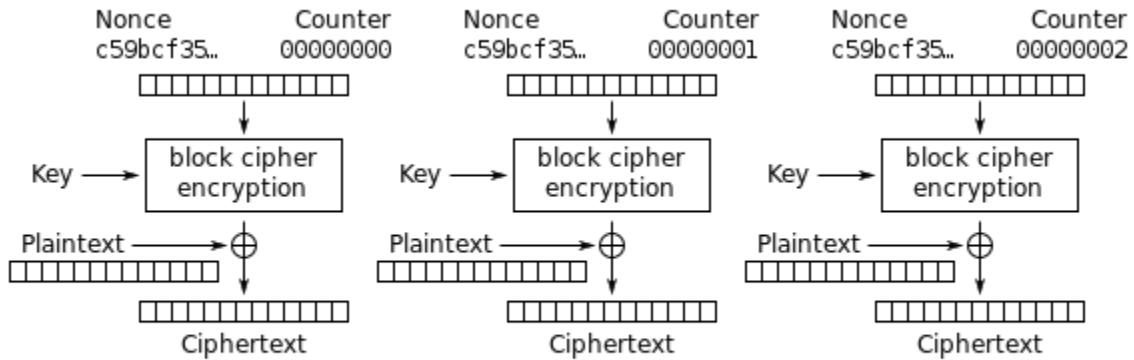 Nonce Counter Nonce Counter Nonce Counter
c59bcf35… 00000000 c59bcf35… 00000001 c59bcf35… 00000002
block cipher block cipher block cipher
Key encryption Key encryption Key encryption
Plaintext Plaintext Plaintext
Ciphertext Ciphertext Ciphertext